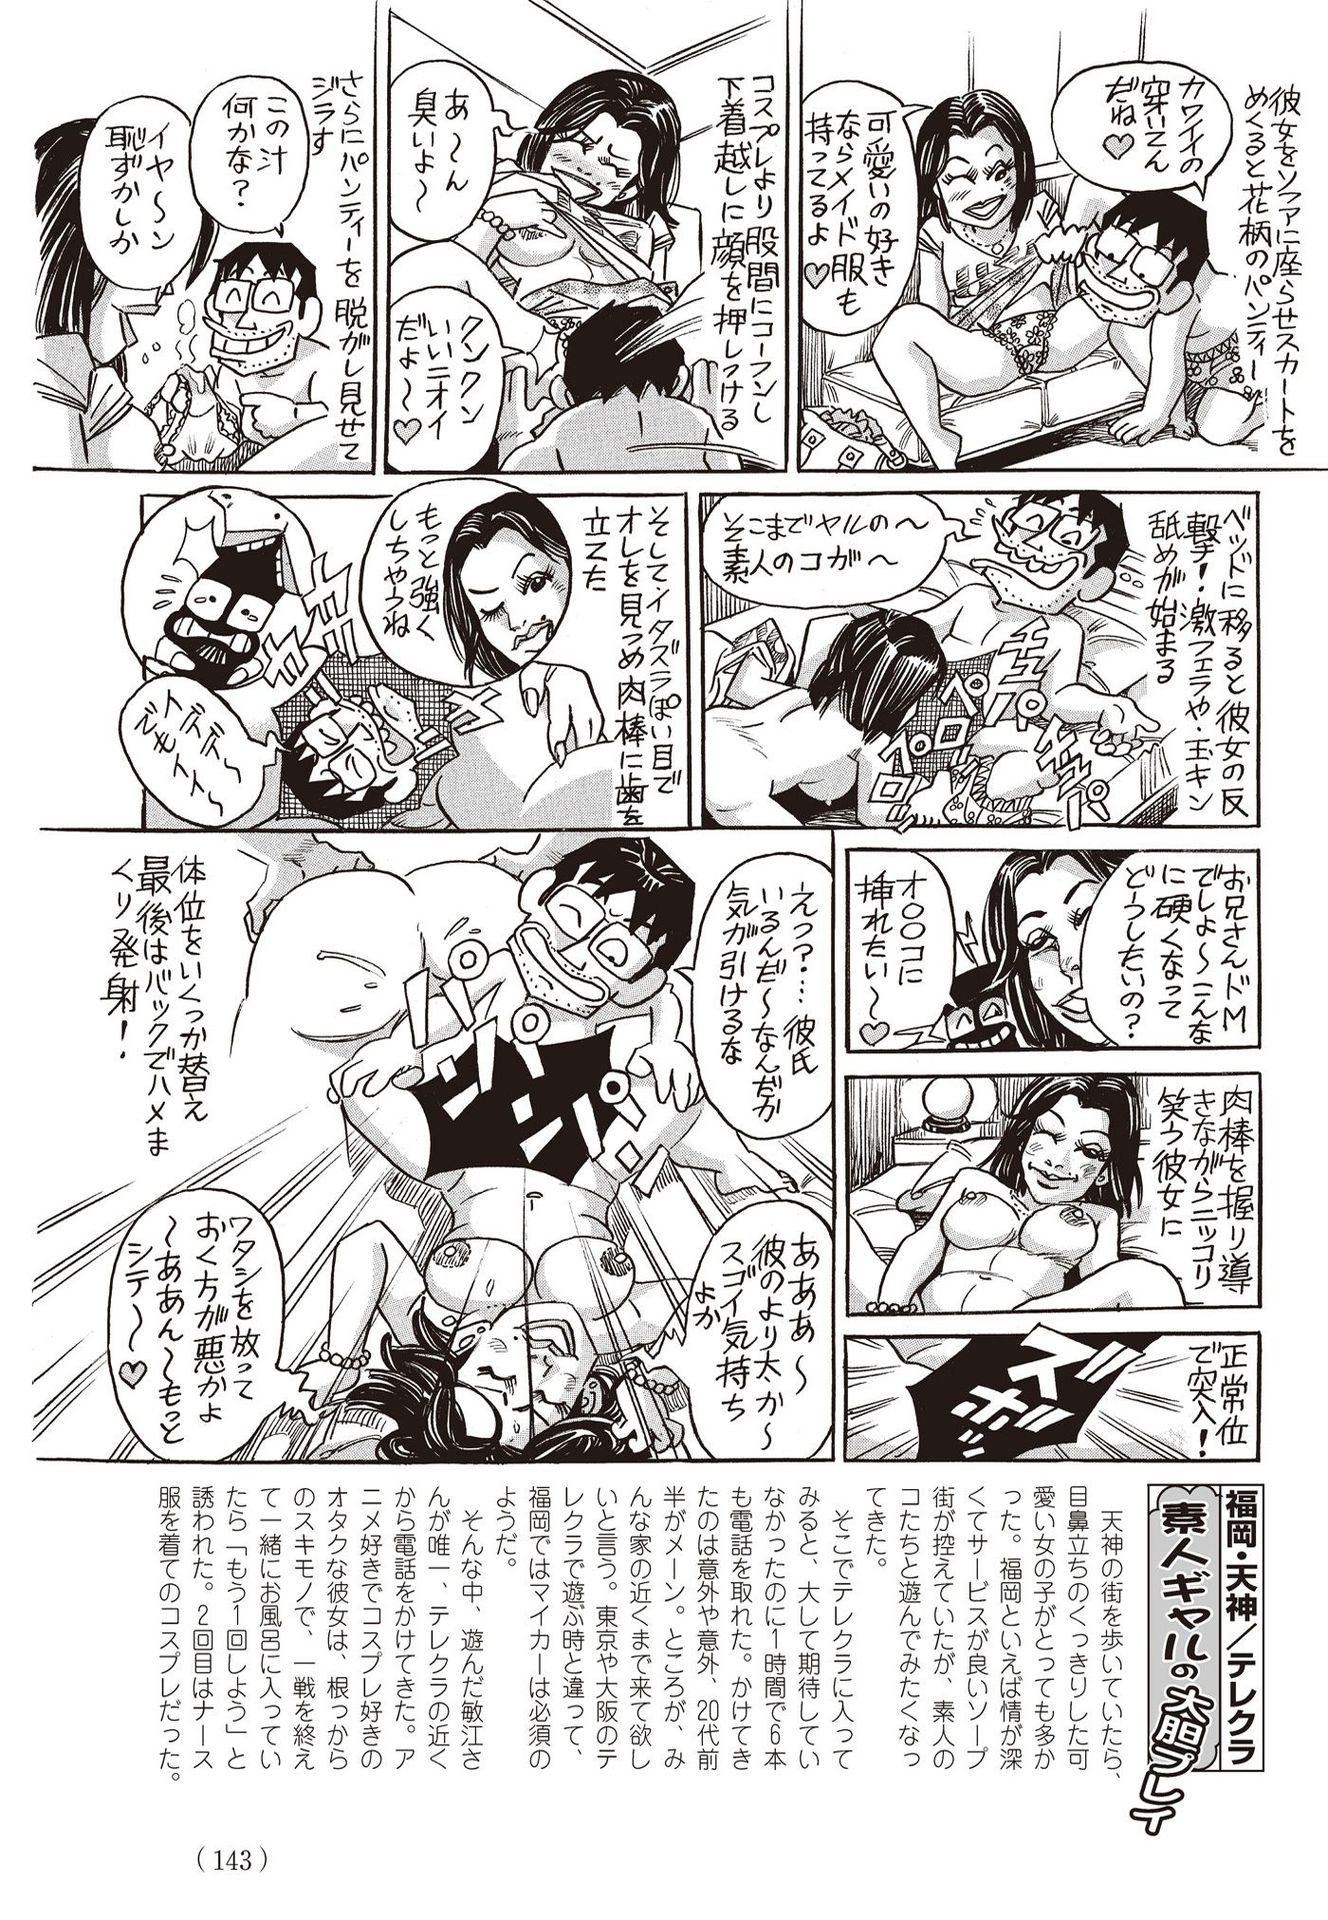 彼女をソファに座らせスカートを
めくると花柄のパンティー
カワイイの
穿いてん
だね♡
可愛いの好き
ならメイド服も
持ってるよ♡
コスプレより股間にコーフンし
下着越しに顔を押しつける
あ～ん
臭いよ～
クンクン
いいニオイ
だよ～♡
さらにパンティーを脱がし見せて
ジラす
この汁
何かな？
イヤ～ン
恥ずかしか
ベッドに移ると彼女の反
撃！激フェラや、玉キン
舐めが始まる
そこまでヤルの～
素人のコが～
チュパ
ペロペロ
そしてイタズラぽい目で
オレを見つめ肉棒に歯を
立てた
もっと強く
しちゃうね
ガガガ
お兄さんドM
でしょ～こんな
に硬くなって
どーしたいの？
オ〇〇コに
挿れたい～♡
肉棒を握り導
きながらニッコリ
笑う彼女に
正常位
で突入！
ズボッ
えっ？…彼氏
いるんだ～なんだか
気が引けるな
パンパンパン
ああぁ～
彼のより太か～
スゴイ気持ち
よか
ワタシを放って
おく方が悪かよ
～ああん～もっと
シテ～♡
体位をいくつか替え
最後はバックでハメま
くり発射！
福岡・天神／テレクラ
素人ギャルの大胆プレイ
天神の街を歩いていたら、
目鼻立ちのくっきりした可
愛い女の子がとっても多か
った。福岡といえば情が深
くてサービスが良いソープ
街が控えていたが、素人の
コたちと遊んでみたくなっ
てきた。
そこでテレクラに入って
みると、大して期待してい
なかったのに1時間で6本
も電話を取れた。かけてき
たのは意外や意外、20代前
半がメーン。ところが、み
んな家の近くまで来て欲し
いと言う。東京や大阪のテ
レクラで遊ぶ時と違って、
福岡ではマイカーは必須の
ようだ。
そんな中、遊んだ敏江さ
んが唯一、テレクラの近く
から電話をかけてきた。ア
ニメ好きでコスプレ好きの
オタクな彼女は、根っから
のスキモノで、一戦を終え
て一緒にお風呂に入ってい
たら「もう1回しよう」と
誘われた。2回目はナース
服を着てのコスプレだった。
（143）